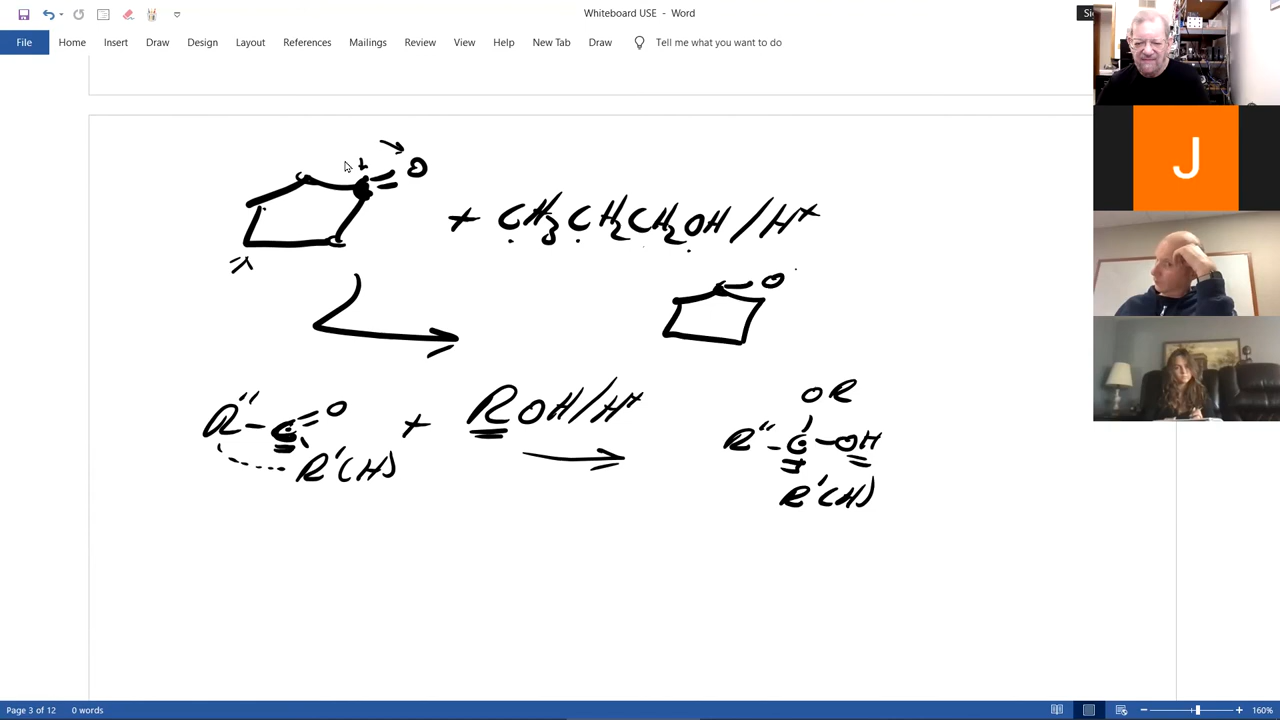 Whiteboard USE - Word
File Home Insert Draw Design Layout References Mailings Review View Help New Tab Draw Tell me what you want to do
J
+ =O
+ CH3CH2CH2OH/H+
O
R''-C=O + ROH/H+
R'(H)
OR
R''-C-OH
R'(H)
Page 3 of 12 0 words
160%